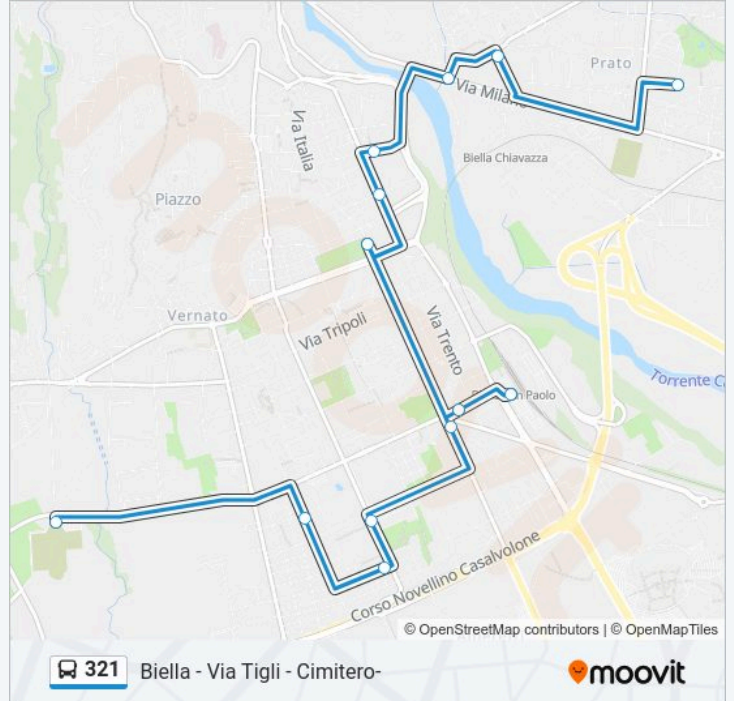 Prato
Via Milano
Via Italia
Biella Chiavazza
Piazzo
Vernato
Via Tripoli
Via Trento
Torrente C
n Paolo
Corso Novellino Casalvolone
© OpenStreetMap contributors | © OpenMapTiles
321 Biella - Via Tigli - Cimitero-
moovit